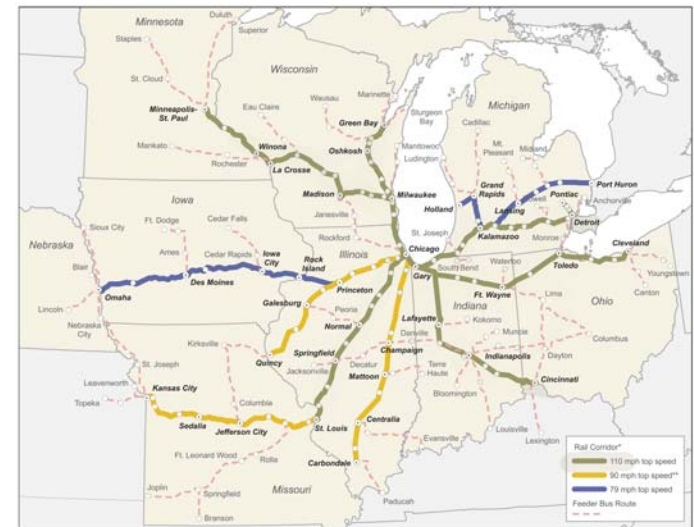 Minnesota
Duluth
Superior
Staples
St. Cloud
Wisconsin
Minneapolis-
St. Paul
Eau Claire
Wausau
Marinette
Green Bay
Sturgeon
Bay
Michigan
Cadillac
Mankato
Rochester
Winona
La Crosse
Oshkosh
Manitowoc
Ludington
Mt.
Pleasant
Midland
Madison
Milwaukee
Holland
Grand
Rapids
Lansing
Port Huron
Pontiac
Anchorville
Detroit
Iowa
Janesville
Rockford
St. Joseph
Kalamazoo
Monroe
Cleveland
Sioux City
Ft. Dodge
Cedar Falls
Nebraska
Blair
Ames
Cedar Rapids
Iowa
City
Rock
Island
Illinois
Chicago
Gary
South Bend
Waterloo
Toledo
Youngstown
Canton
Omaha
Des Moines
Princeton
Ft. Wayne
Lima
Ohio
Lincoln
Nebraska
City
Galesburg
Peoria
Normal
Lafayette
Indiana
Kokomo
Muncie
Columbus
Kirksville
Quincy
Springfield
Danville
Champaign
Indianapolis
Dayton
St. Joseph
Leavenworth
Kansas City
Topeka
Columbia
Jacksonville
Decatur
Mattoon
Terre
Haute
Bloomington
Cincinnati
Sedalia
Jefferson City
St. Louis
Centralia
Louisville
Lexington
Ft. Leonard Wood
Rolla
Carbondale
Evansville
Joplin
Springfield
Branson
Missouri
Paducah
Rail Corridor*
110 mph top speed
90 mph top speed**
79 mph top speed
Feeder Bus Route